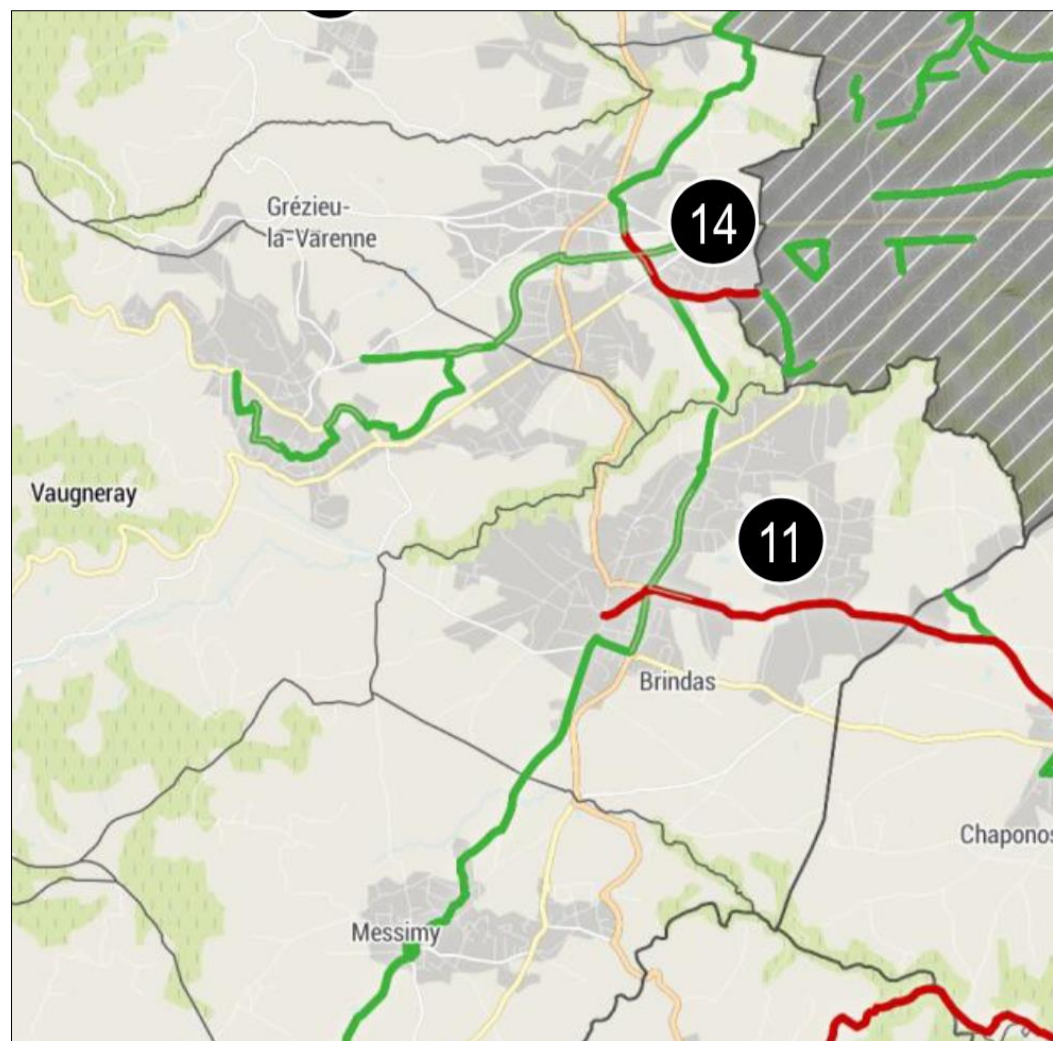 14
Grézieu-
la-Varenne
Vaugneray
11
Brindas
Chaponos
Messimy